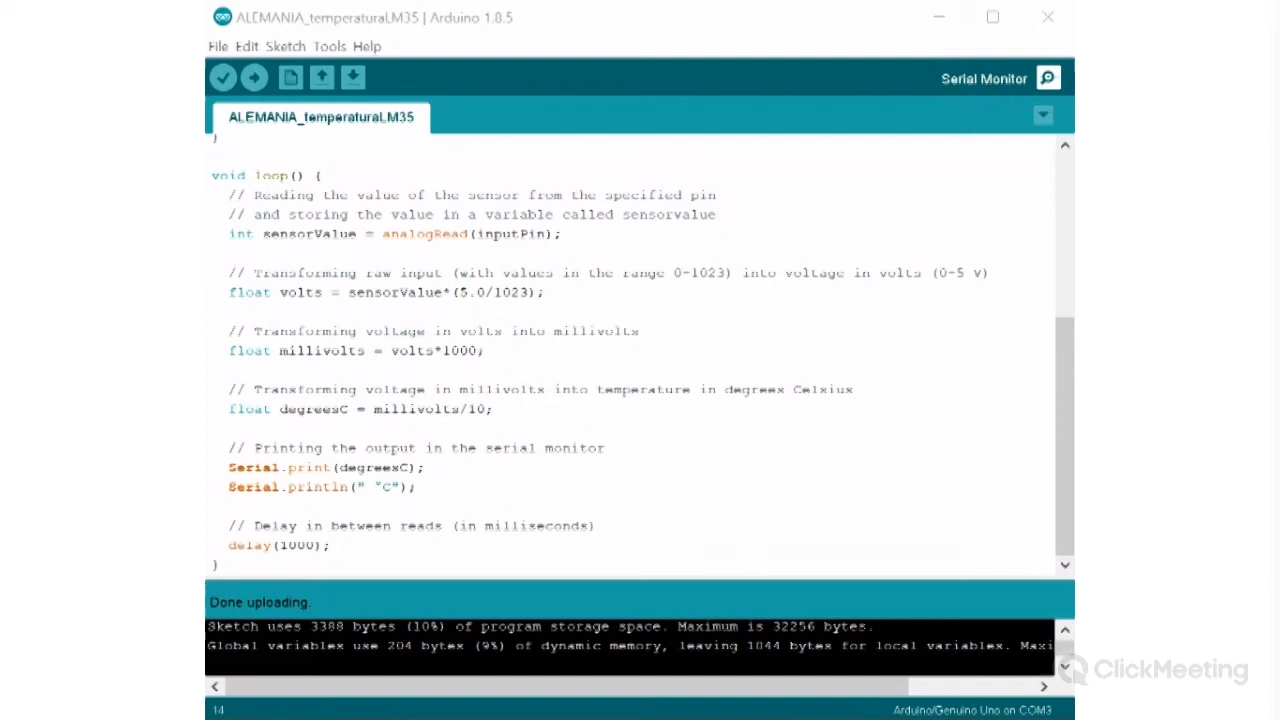 ALEMANIA_temperaturaLM35 | Arduino 1.8.5
File Edit Sketch Tools Help
Serial Monitor
ALEMANIA_temperaturaLM35
}
void loop() {
// Reading the value of the sensor from the specified pin
// and storing the value in a variable called sensorvalue
int sensorValue = analogRead(inputPin);
// Transforming raw input (with values in the range 0-1023) into voltage in volts (0-5 V)
float volts = sensorValue*(5.0/1023);
// Transforming voltage in volts into millivolts
float millivolts = volts*1000;
// Transforming voltage in millivolts into temperature in degrees Celsius
float degreesC = millivolts/10;
// Printing the output in the serial monitor
Serial.print(degreesC);
Serial.println(" °C");
// Delay in between reads (in milliseconds)
delay(1000);
}
Done uploading.
Sketch uses 3388 bytes (10%) of program storage space. Maximum is 32256 bytes.
Global variables use 204 bytes (9%) of dynamic memory, leaving 1844 bytes for local variables. Maxi
ClickMeeting
14
Arduino/Genuino Uno on COM3